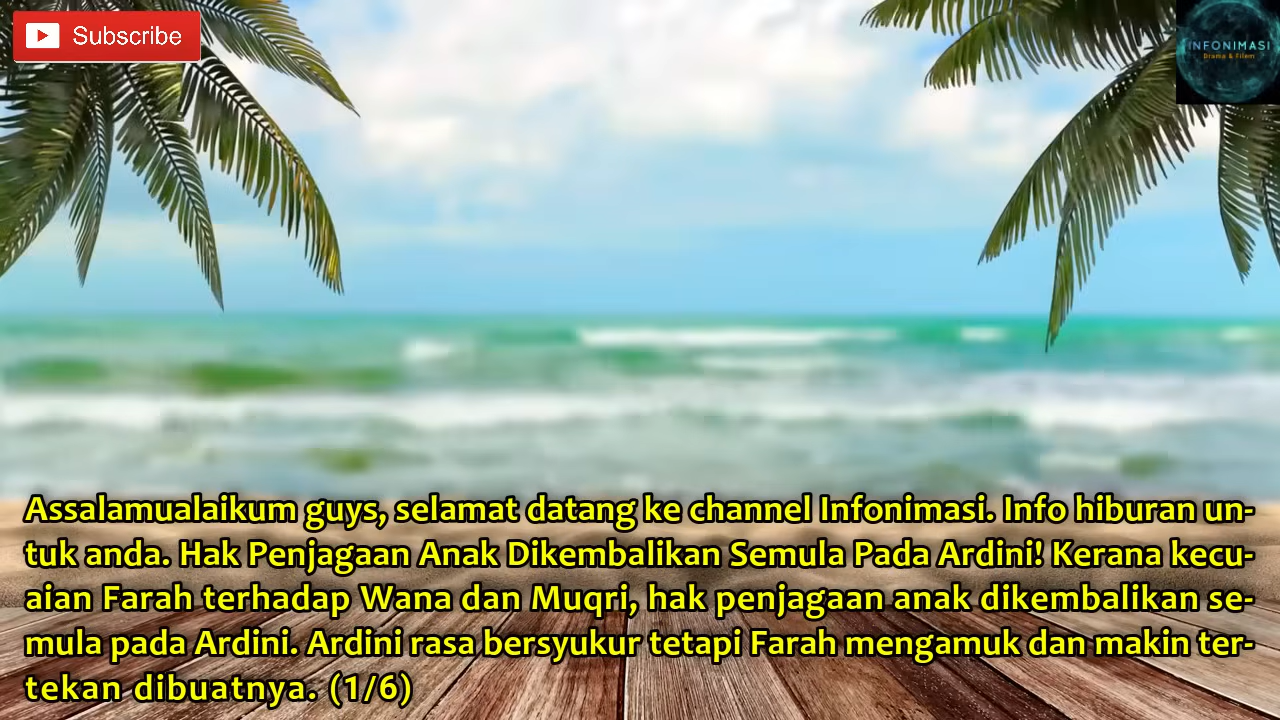 Subscribe
INFONIMASI
Drama & Filem
Assalamualaikum guys, selamat datang ke channel Infonimasi. Info hiburan un-
tuk anda. Hak Penjagaan Anak Dikembalikan Semula Pada Ardini! Kerana kecu-
aian Farah terhadap Wana dan Muqri, hak penjagaan anak dikembalikan se-
mula pada Ardini. Ardini rasa bersyukur tetapi Farah mengamuk dan makin ter-
tekan dibuatnya. (1/6)